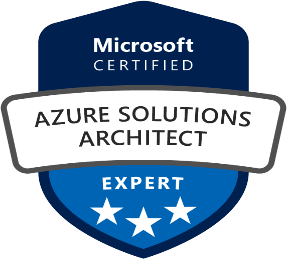 Microsoft
CERTIFIED
AZURE SOLUTIONS
ARCHITECT
EXPERT